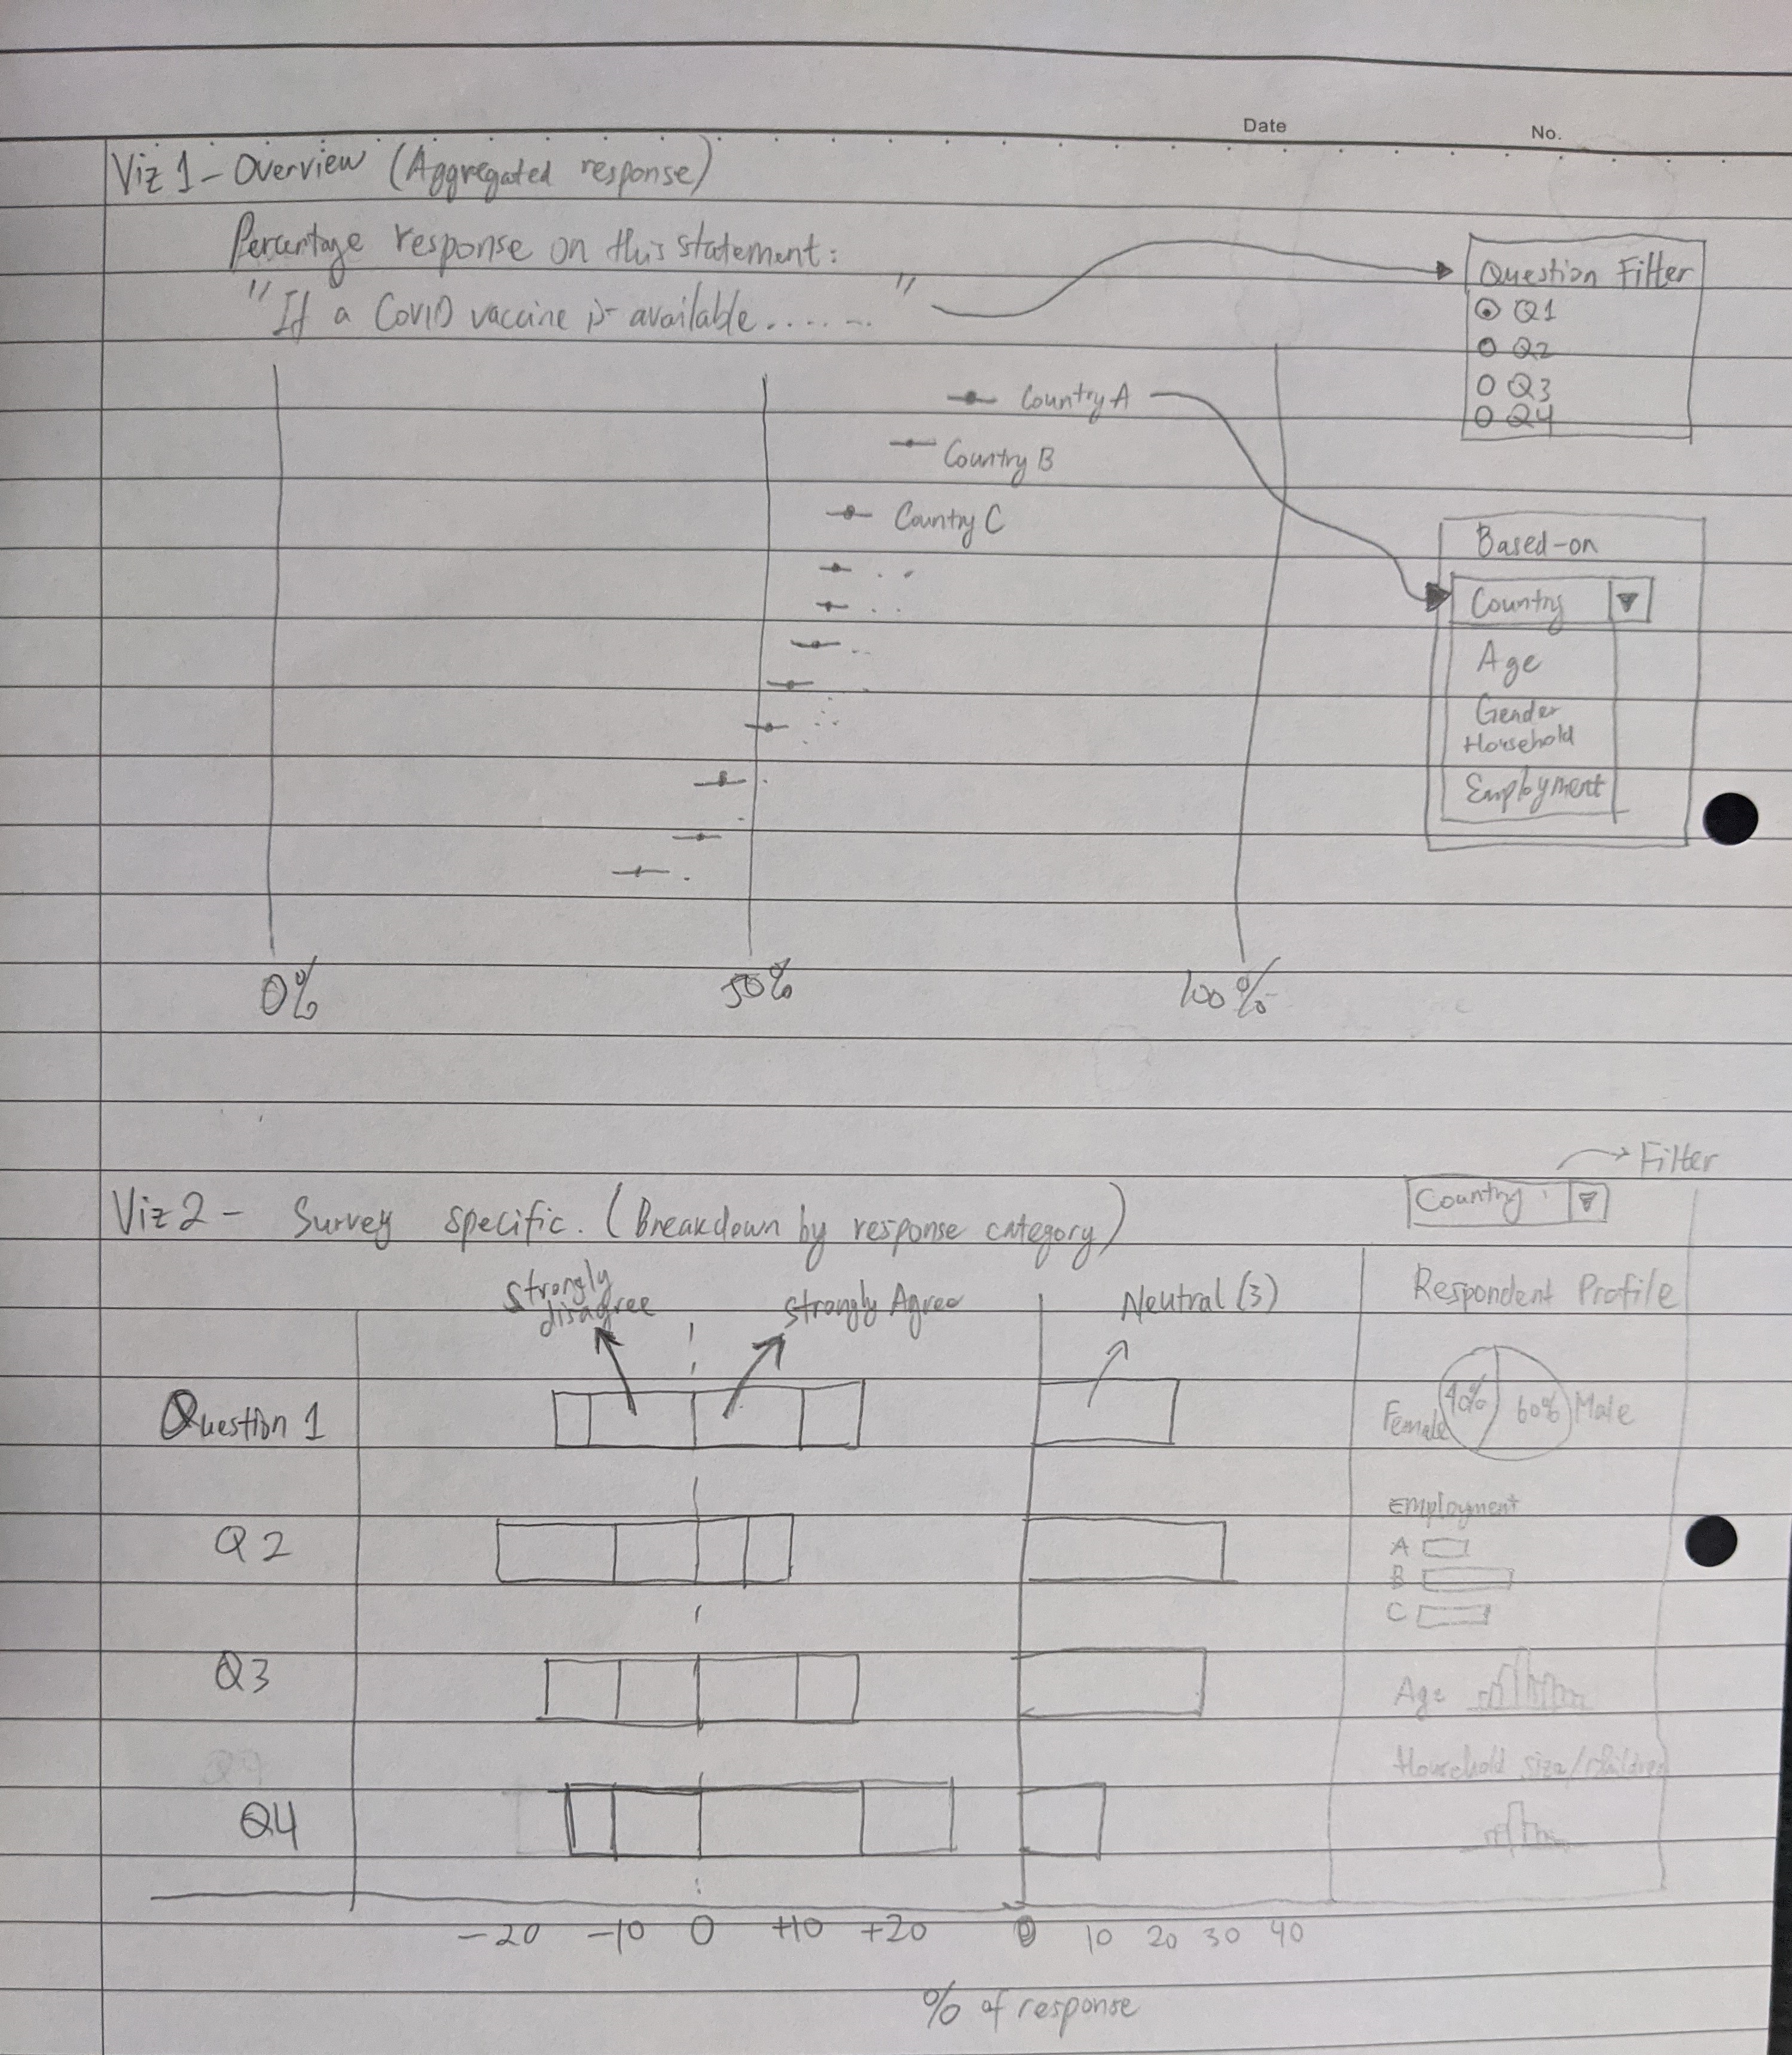 Date
No.
Viz 1 - Overview (Aggregated response)
Percentage response on this statement:
"If a Covid vaccine is available....... "
Question Filter
Q1
Q2
Q3
Q4
Country A
Country B
Country C
Based-on
Country
Age
Gender
Household
Employment
0%
50%
100%
Filter
Country
Viz 2 - Survey specific. (Breakdown by response category)
Strongly
disagree
Strongly Agree
Neutral (3)
Respondent Profile
Question 1
Female
40%
60%
Male
Q2
Employment
A
B
C
Q3
Age
Q4
Household size/children
Q4
-20 -10 0 +10 +20 0 10 20 30 40
% of response